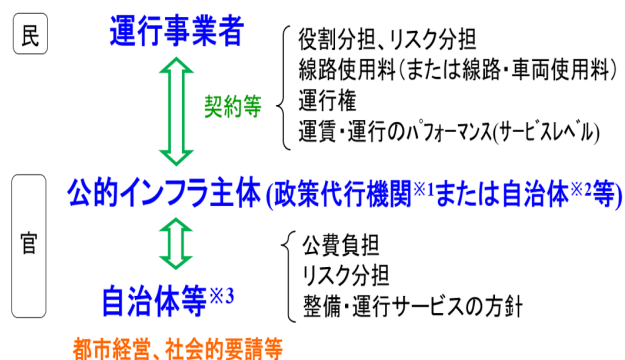 民
運行事業者
役割分担、リスク分担
線路使用料(または線路・車両使用料)
契約等
運行権
運賃・運行のﾊﾟﾌｫｰﾏﾝｽ(ｻｰﾋﾞｽﾚﾍﾞﾙ)
公的インフラ主体(政策代行機関※1または自治体※2等)
官
公費負担
リスク分担
自治体等※3
整備・運行サービスの方針
都市経営、社会的要請等